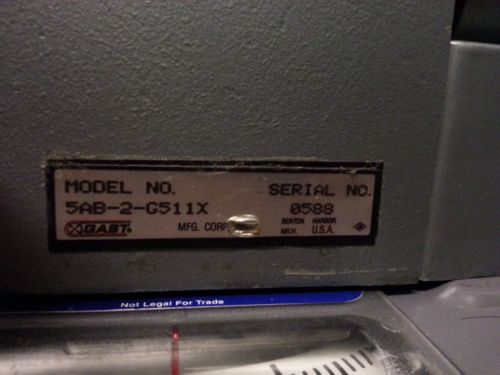 MODEL NO. SERIAL NO.
5AB-2-G511X 0588
GAST MFG. CORP. BENTON HARBOR
MICH. U.S.A.
Not Legal For Trade